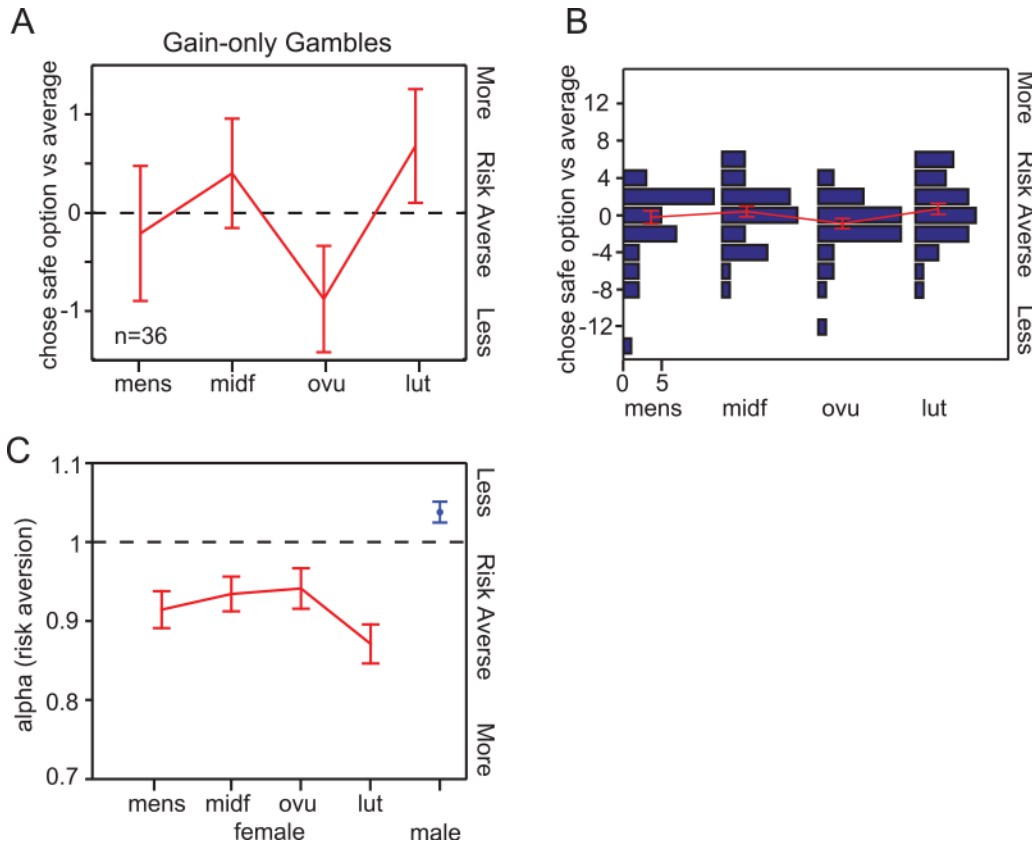 A
Gain-only Gambles
chose safe option vs average
1
0
-1
n=36
mens midf ovu lut
More Risk Averse Less
B
chose safe option vs average
12
8
4
0
-4
-8
-12
0 5
mens midf ovu lut
More Risk Averse Less
C
alpha (risk aversion)
1.1
1
0.9
0.8
0.7
mens midf ovu lut
female male
Less Risk Averse More